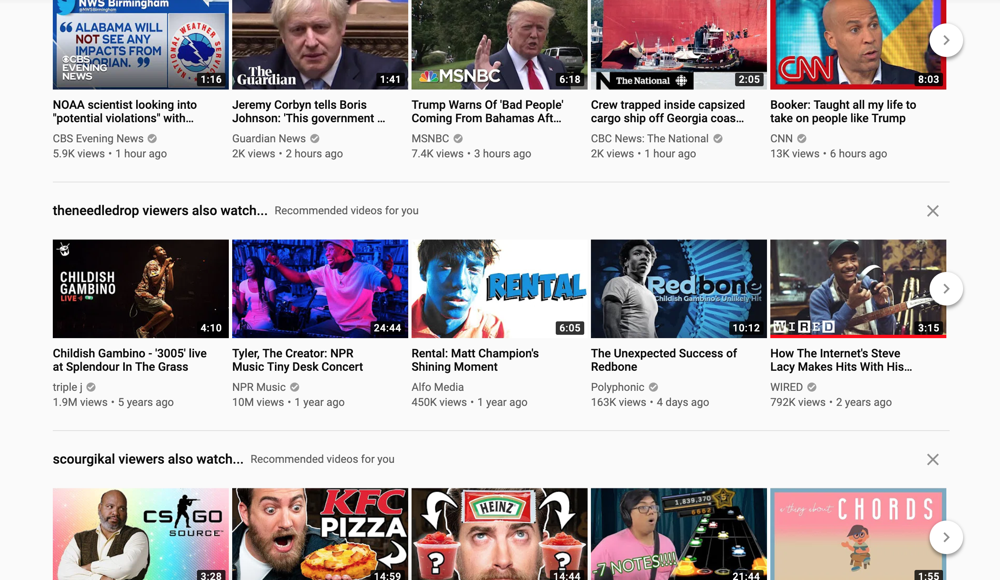 NWS Birmingham
@NWSBirmingham
“ ALABAMA WILL
NOT SEE ANY
IMPACTS FROM
DORIAN. ”
NATIONAL WEATHER SERVICE
CBS
EVENING
NEWS
1:16
The
Guardian
1:41
MSNBC
6:18
The National
2:05
CNN
8:03
NOAA scientist looking into
"potential violations" with...
CBS Evening News
5.9K views • 1 hour ago
Jeremy Corbyn tells Boris
Johnson: 'This government ...
Guardian News
2K views • 2 hours ago
Trump Warns Of 'Bad People'
Coming From Bahamas Aft...
MSNBC
7.4K views • 3 hours ago
Crew trapped inside capsized
cargo ship off Georgia coas...
CBC News: The National
2K views • 1 hour ago
Booker: Taught all my life to
take on people like Trump
CNN
13K views • 6 hours ago
theneedledrop viewers also watch... Recommended videos for you
CHILDISH
GAMBINO
LIVE
4:10
24:44
RENTAL
6:05
Redbone
Childish Gambino's Unlikely Hit
10:12
WIRED
3:15
Childish Gambino - '3005' live
at Splendour In The Grass
triple j
1.9M views • 5 years ago
Tyler, The Creator: NPR
Music Tiny Desk Concert
NPR Music
10M views • 1 year ago
Rental: Matt Champion's
Shining Moment
Alfo Media
450K views • 1 year ago
The Unexpected Success of
Redbone
Polyphonic
163K views • 4 days ago
How The Internet's Steve
Lacy Makes Hits With His...
WIRED
792K views • 2 years ago
scourgikal viewers also watch... Recommended videos for you
CS GO
SOURCE
3:28
KFC
PIZZA
14:59
HEINZ
?
?
14:44
1,839,370
5
6662
-7 NOTES!!!!
21:44
a thing about CHORDS
1:55